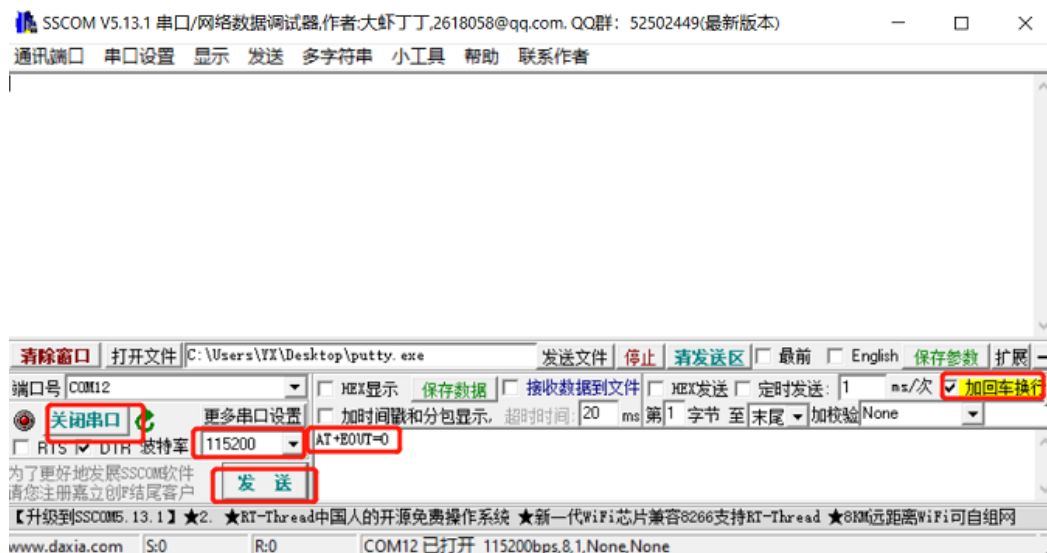 SSCOM V5.13.1 串口/网络数据调试器,作者:大虾丁丁,2618058@qq.com. QQ群：52502449(最新版本)
通讯端口 串口设置 显示 发送 多字符串 小工具 帮助 联系作者
清除窗口 打开文件 C:\Users\YX\Desktop\putty.exe 发送文件 停止 清发送区 最前 English 保存参数 扩展 —
端口号 COM12 HEX显示 保存数据 接收数据到文件 HEX发送 定时发送: 1 ms/次 加回车换行
关闭串口 更多串口设置 加时间戳和分包显示, 超时时间: 20 ms 第1 字节 至 末尾 加校验 None
RTS DTR 波特率 115200 AT+EOUT=0
为了更好地发展SSCOM软件
请您注册嘉立创F结尾客户
发 送
【升级到SSCOM5.13.1】★2. ★RT-Thread中国人的开源免费操作系统 ★新一代WiFi芯片兼容8266支持RT-Thread ★8KM远距离WiFi可自组网
www.daxia.com S:0 R:0 COM12 已打开 115200bps,8,1,None,None